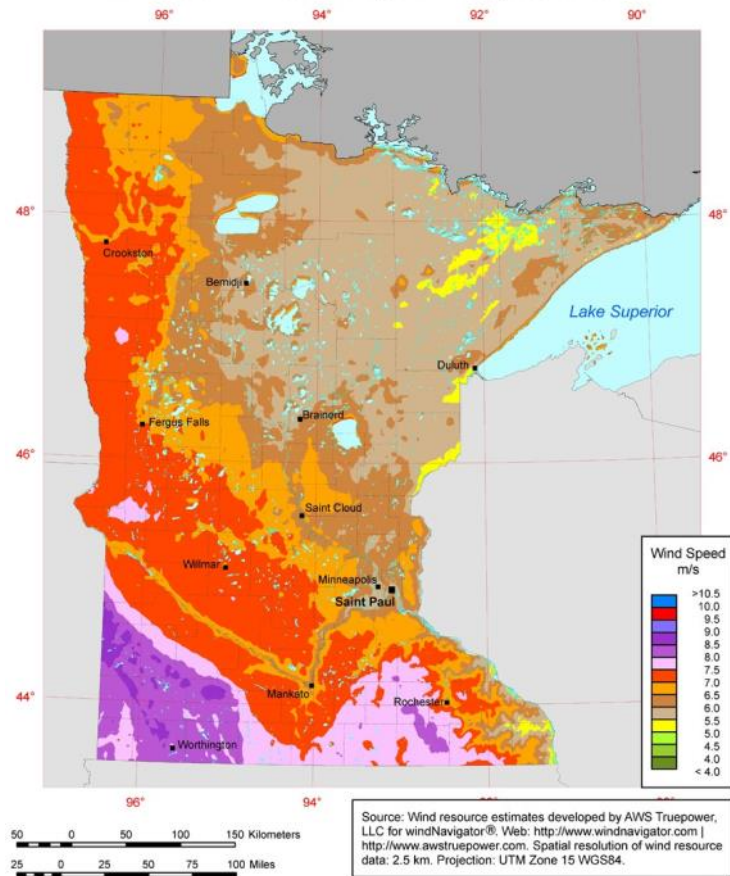 96°
94°
92°
90°
48°
48°
Crookston
Bemidji
Lake Superior
Duluth
Fergus Falls
Brainerd
46°
46°
Saint Cloud
Willmar
Minneapolis
Saint Paul
Wind Speed
m/s
>10.5
10.0
9.5
9.0
8.5
8.0
7.5
7.0
6.5
6.0
5.5
5.0
4.5
4.0
< 4.0
44°
44°
Mankato
Rochester
Worthington
96°
94°
92°
90°
50 0 50 100 150 Kilometers
25 0 25 50 75 100 Miles
Source: Wind resource estimates developed by AWS Truepower,
LLC for windNavigator®. Web: http://www.windnavigator.com |
http://www.awstruepower.com. Spatial resolution of wind resource
data: 2.5 km. Projection: UTM Zone 15 WGS84.